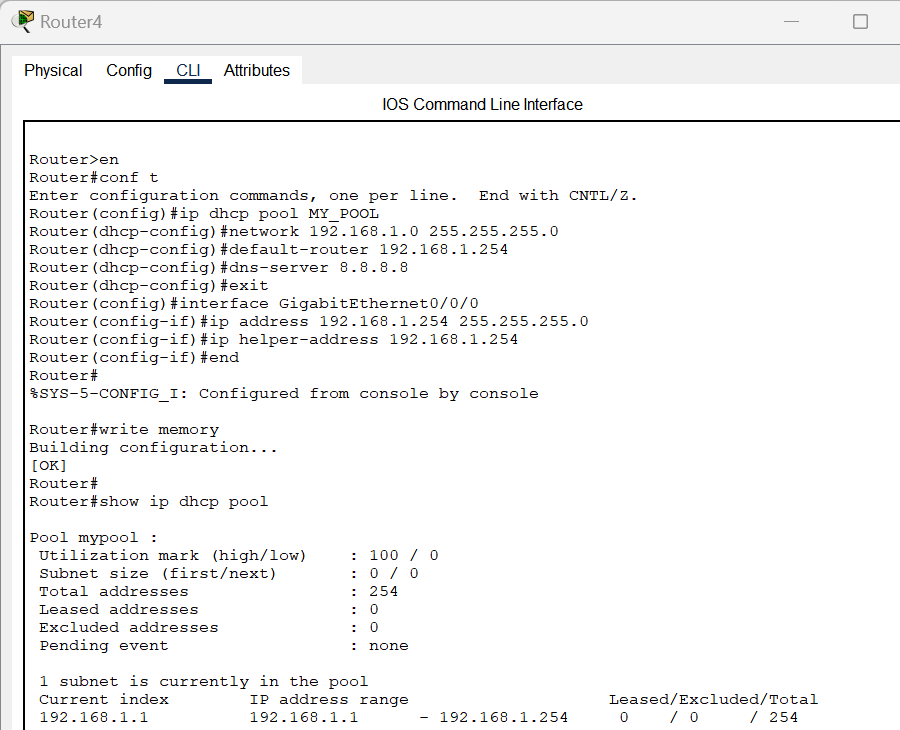 Router4
Physical Config CLI Attributes
IOS Command Line Interface
Router>en
Router#conf t
Enter configuration commands, one per line.  End with CNTL/Z.
Router(config)#ip dhcp pool MY_POOL
Router(dhcp-config)#network 192.168.1.0 255.255.255.0
Router(dhcp-config)#default-router 192.168.1.254
Router(dhcp-config)#dns-server 8.8.8.8
Router(dhcp-config)#exit
Router(config)#interface GigabitEthernet0/0/0
Router(config-if)#ip address 192.168.1.254 255.255.255.0
Router(config-if)#ip helper-address 192.168.1.254
Router(config-if)#end
Router#
%SYS-5-CONFIG_I: Configured from console by console
Router#write memory
Building configuration...
[OK]
Router#
Router#show ip dhcp pool
Pool mypool :
Utilization mark (high/low)    : 100 / 0
Subnet size (first/next)       : 0 / 0
Total addresses                : 254
Leased addresses               : 0
Excluded addresses             : 0
Pending event                  : none
1 subnet is currently in the pool
Current index        IP address range                    Leased/Excluded/Total
192.168.1.1          192.168.1.1      - 192.168.1.254     0    / 0     / 254